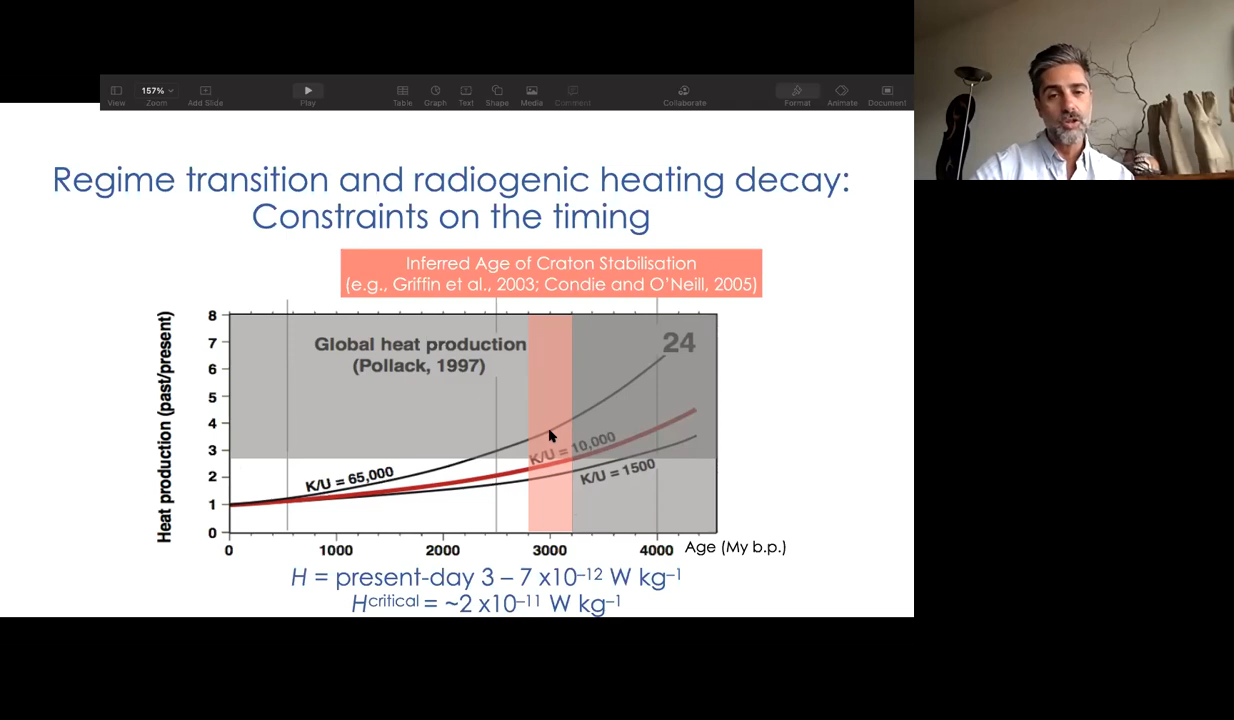 157%
View
Zoom
Add Slide
Play
Table
Graph
Text
Shape
Media
Comment
Collaborate
Format
Animate
Document
Regime transition and radiogenic heating decay:
Constraints on the timing
Inferred Age of Craton Stabilisation
(e.g., Griffin et al., 2003; Condie and O'Neill, 2005)
Heat production (past/present)
8
7
6
5
4
3
2
1
0
Global heat production
(Pollack, 1997)
24
K/U = 65,000
K/U = 10,000
K/U = 1500
0
1000
2000
3000
4000
Age (My b.p.)
H = present-day 3 – 7 x10⁻¹² W kg⁻¹
Hcritical = ~2 x10⁻¹¹ W kg⁻¹